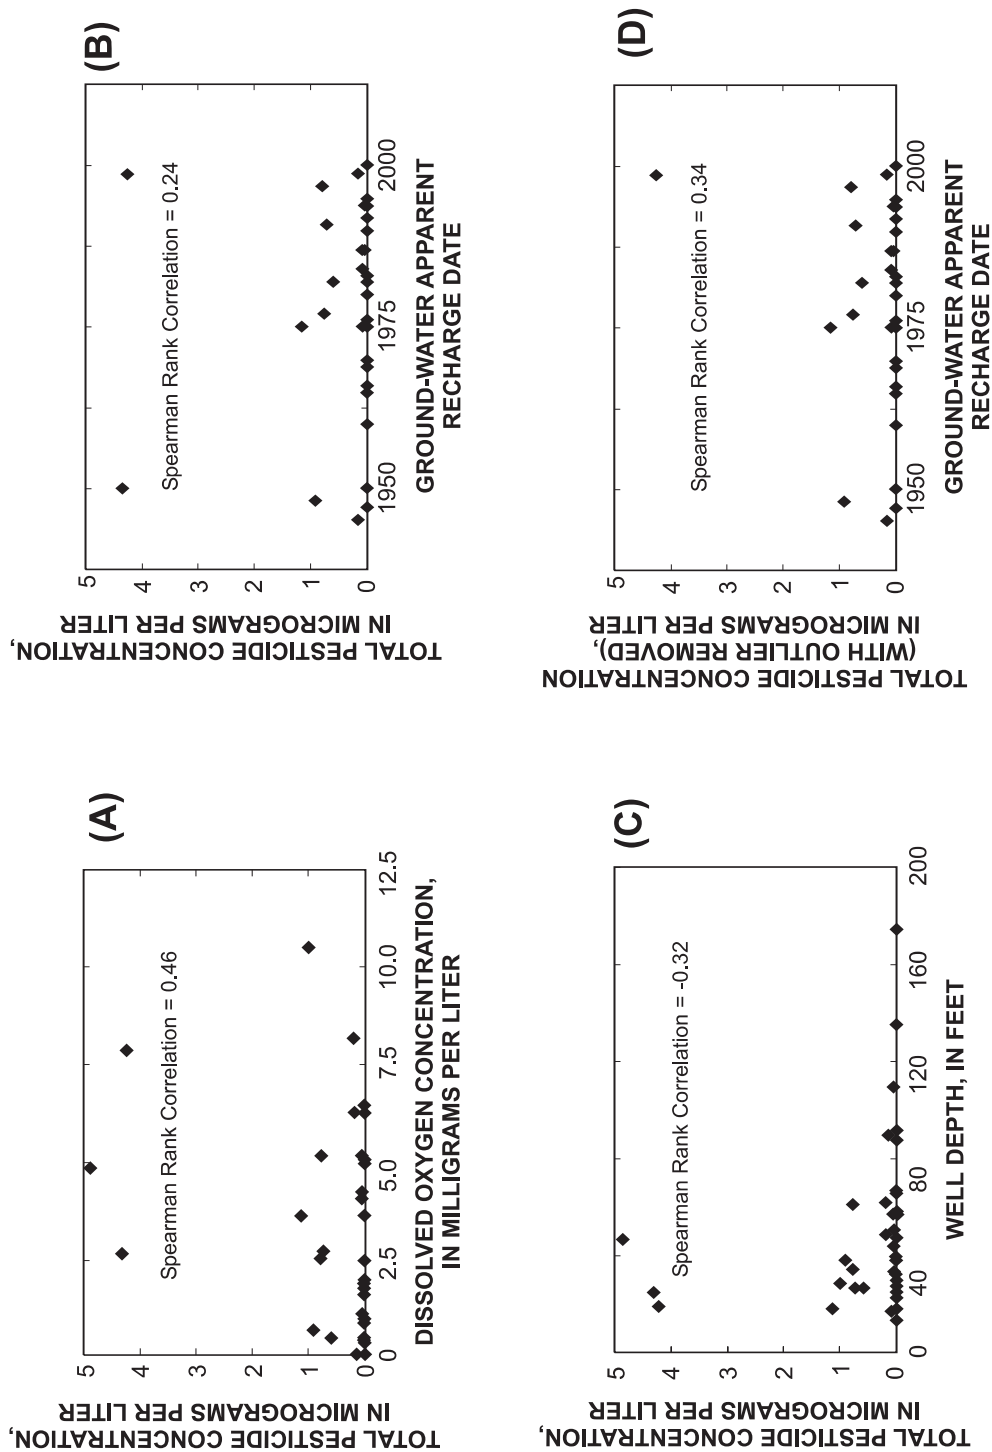 (A)
TOTAL PESTICIDE CONCENTRATION,
IN MICROGRAMS PER LITER
5
4
3
2
1
0
Spearman Rank Correlation = 0.46
0
2.5
5.0
7.5
10.0
12.5
DISSOLVED OXYGEN CONCENTRATION,
IN MILLIGRAMS PER LITER
(B)
TOTAL PESTICIDE CONCENTRATION,
IN MICROGRAMS PER LITER
5
4
3
2
1
0
Spearman Rank Correlation = 0.24
1950
1975
2000
GROUND-WATER APPARENT
RECHARGE DATE
(C)
TOTAL PESTICIDE CONCENTRATION,
IN MICROGRAMS PER LITER
5
4
3
2
1
0
Spearman Rank Correlation = -0.32
0
40
80
120
160
200
WELL DEPTH, IN FEET
(D)
TOTAL PESTICIDE CONCENTRATION
(WITH OUTLIER REMOVED),
IN MICROGRAMS PER LITER
5
4
3
2
1
0
Spearman Rank Correlation = 0.34
1950
1975
2000
GROUND-WATER APPARENT
RECHARGE DATE